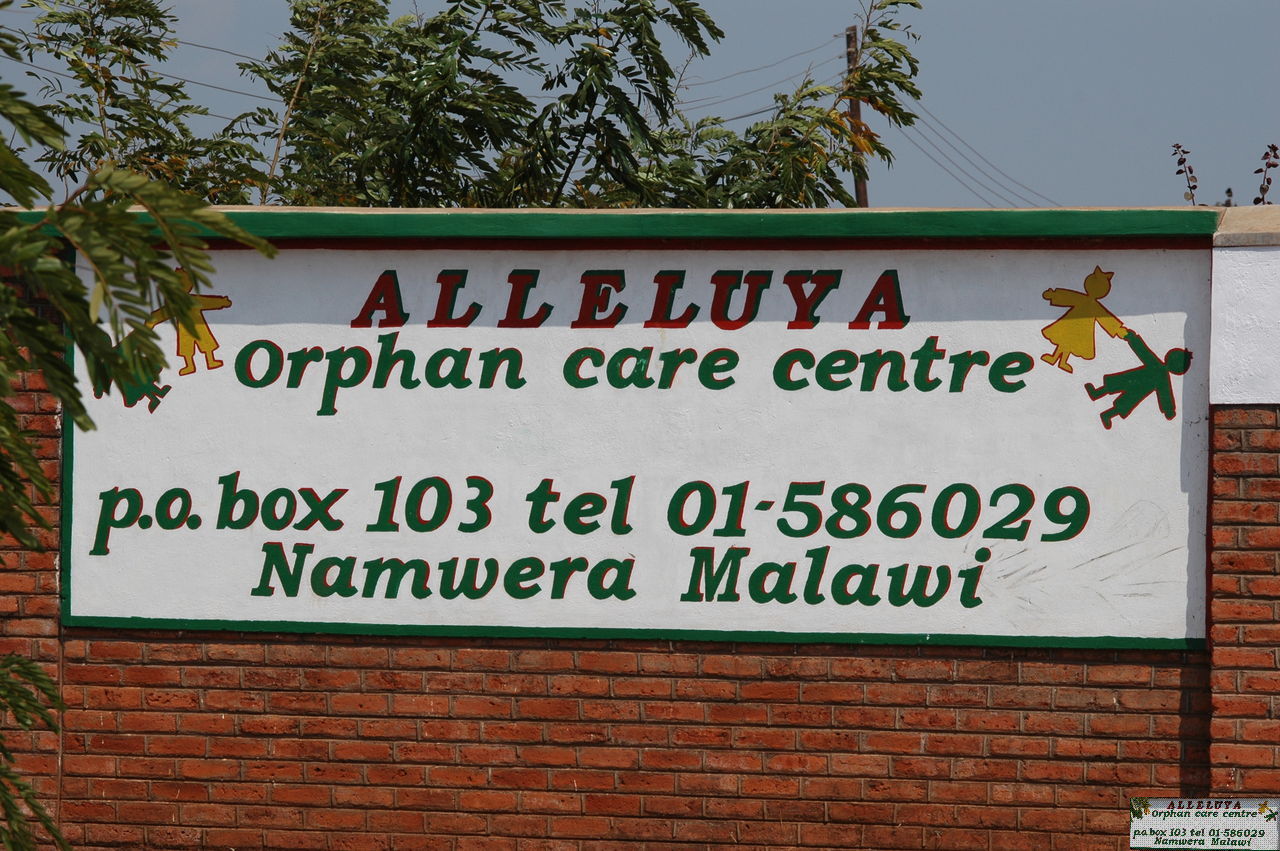 ALLELUYA
Orphan care centre
p.o. box 103 tel 01-586029
Namwera Malawi
ALLELUYA
Orphan care centre
p.o. box 103 tel 01-586029
Namwera Malawi